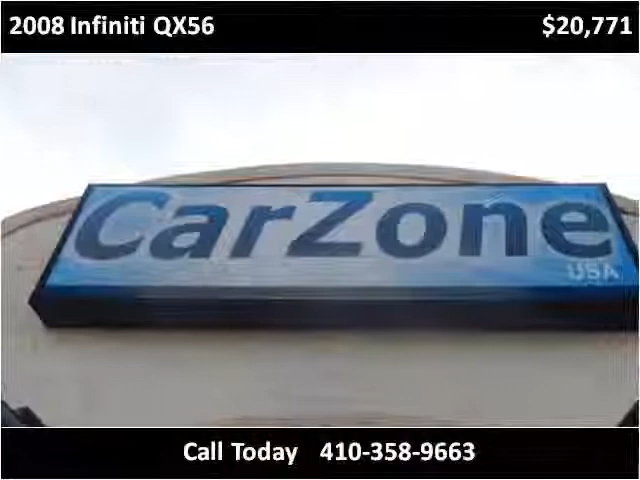 2008 Infiniti QX56 $20,771
CarZone
USA
Call Today 410-358-9663